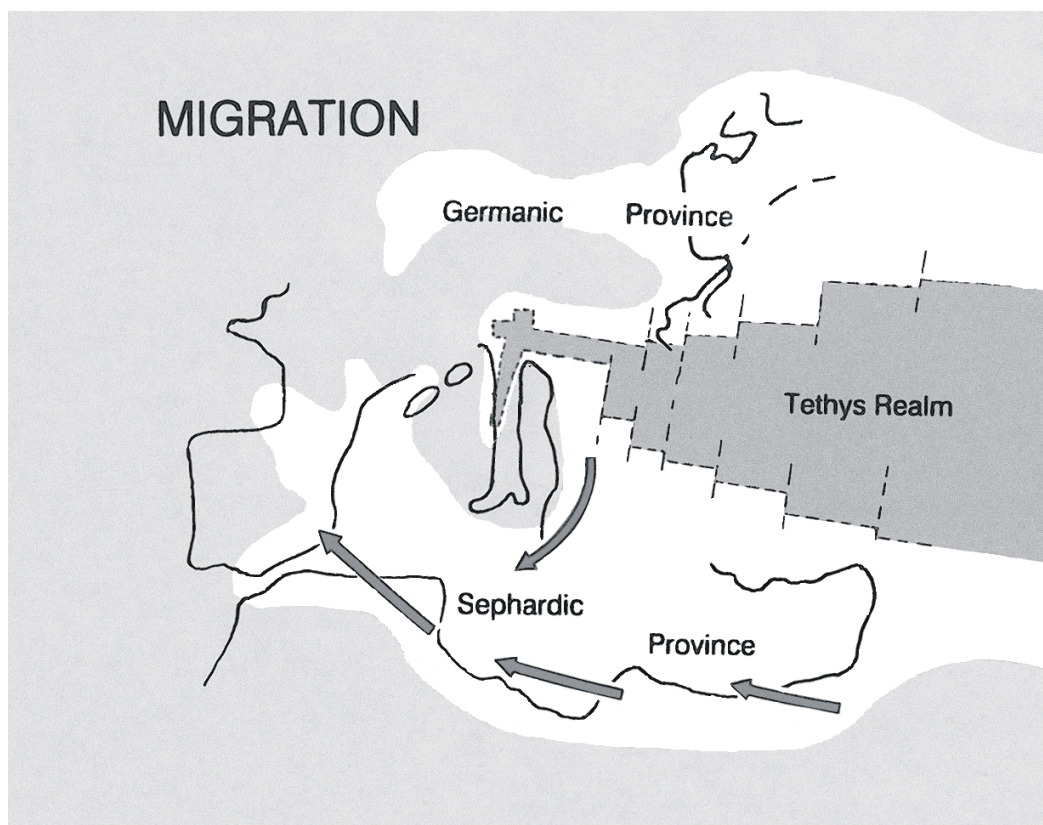 MIGRATION
Germanic Province
Tethys Realm
Sephardic
Province